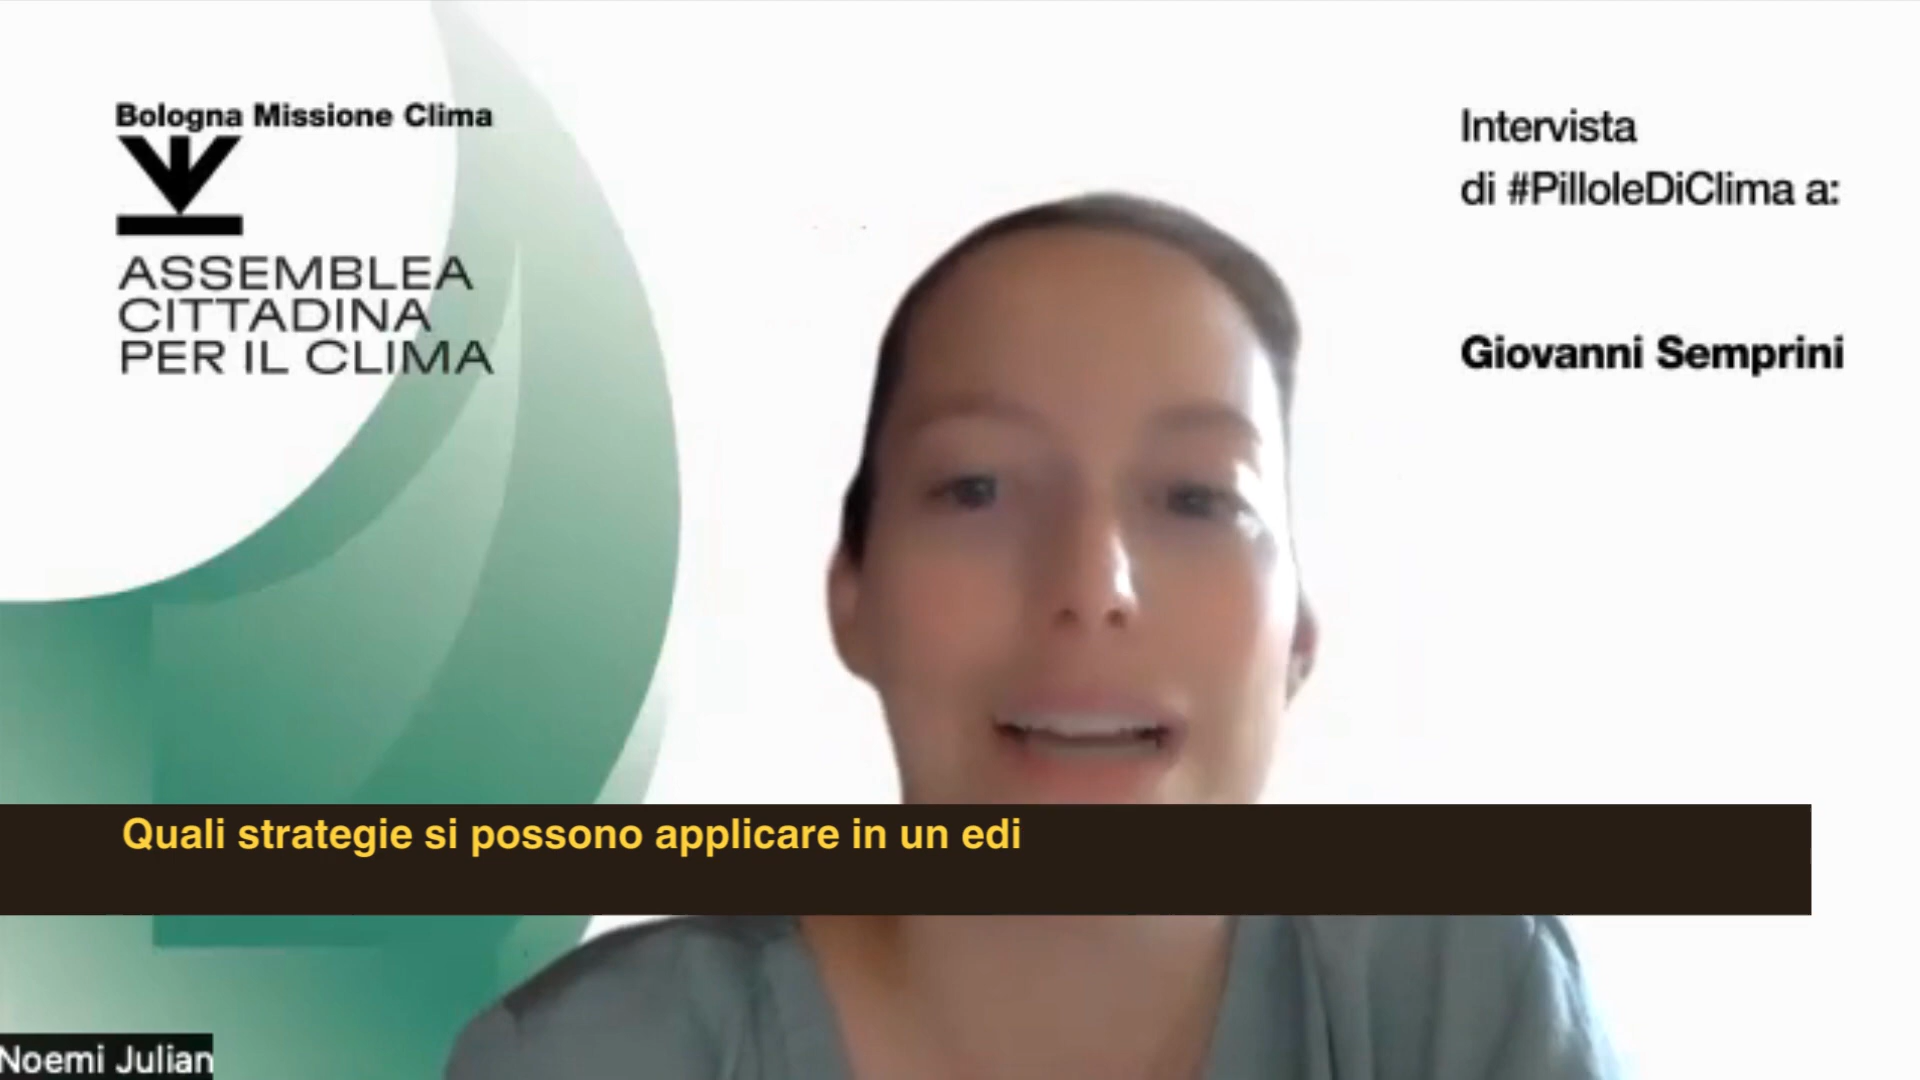 Bologna Missione Clima
ASSEMBLEA
CITTADINA
PER IL CLIMA
Intervista
di #PilloleDiClima a:
Giovanni Semprini
Quali strategie si possono applicare in un edi
Noemi Julian